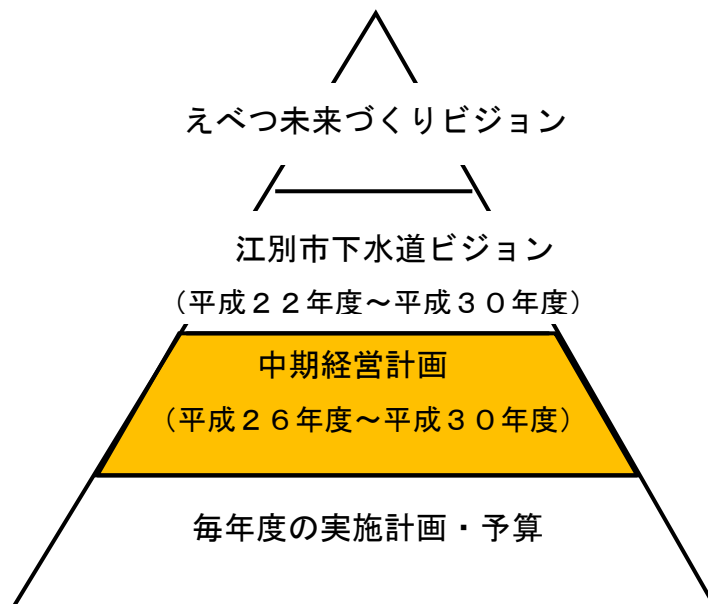 えべつ未来づくりビジョン
江別市下水道ビジョン
（平成２２年度～平成３０年度）
中期経営計画
（平成２６年度～平成３０年度）
毎年度の実施計画・予算